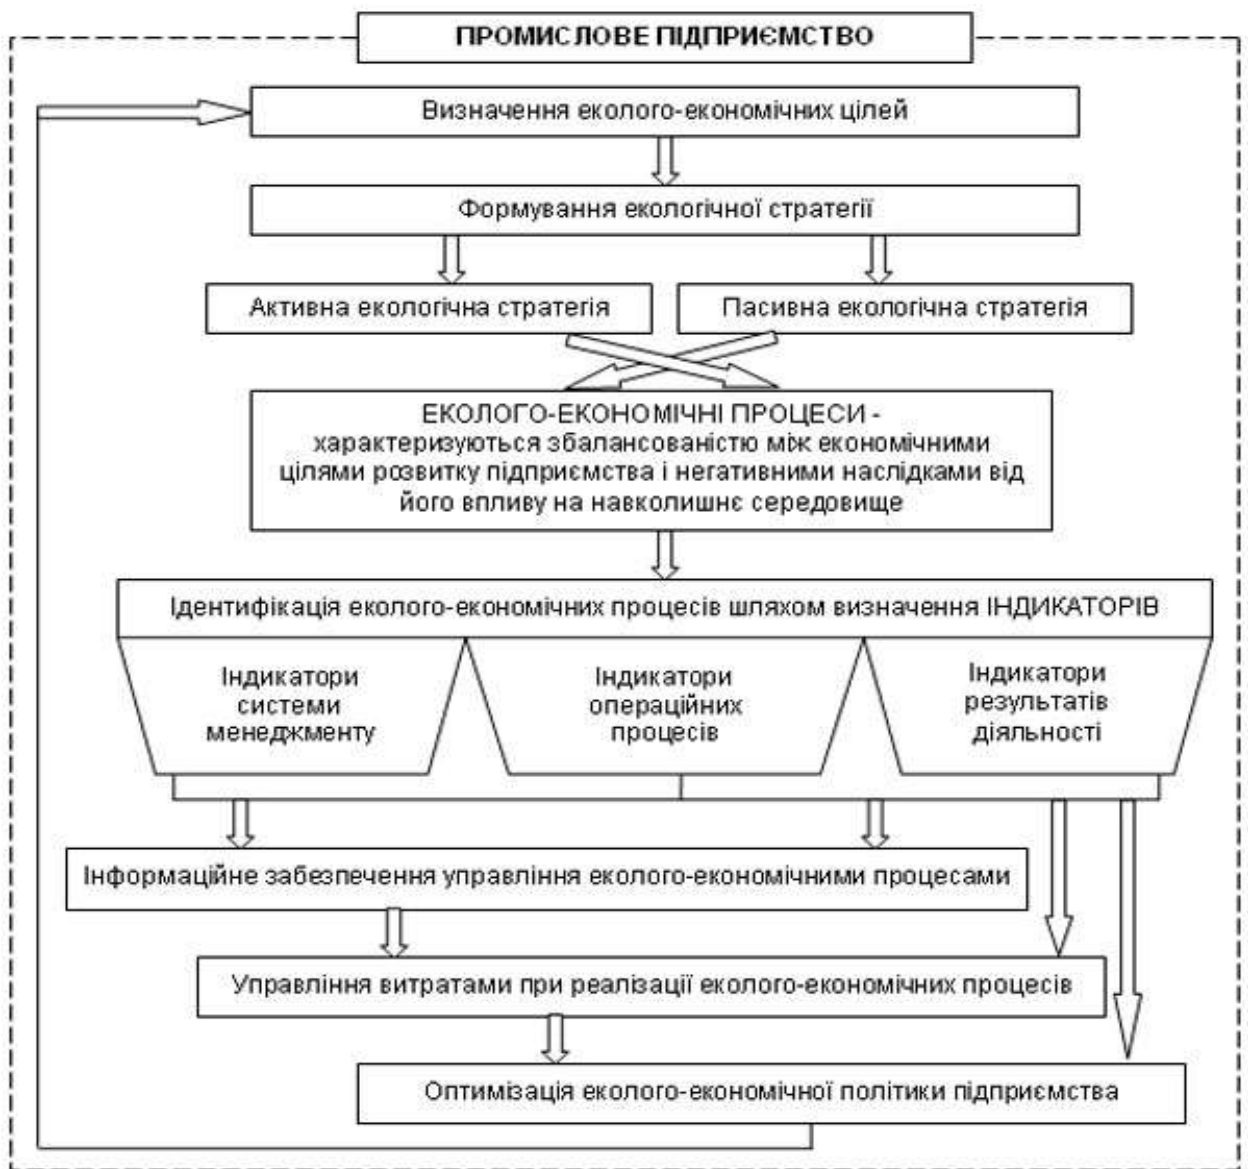 ПРОМИСЛОВЕ ПІДПРИЄМСТВО
Визначення еколого-економічних цілей
Формування екологічної стратегії
Активна екологічна стратегія
Пасивна екологічна стратегія
ЕКОЛОГО-ЕКОНОМІЧНІ ПРОЦЕСИ -
характеризуються збалансованістю між економічними
цілями розвитку підприємства і негативними наслідками від
його впливу на навколишнє середовище
Ідентифікація еколого-економічних процесів шляхом визначення ІНДИКАТОРІВ
Індикатори
системи
менеджменту
Індикатори
операційних
процесів
Індикатори
результатів
діяльності
Інформаційне забезпечення управління еколого-економічними процесами
Управління витратами при реалізації еколого-економічних процесів
Оптимізація еколого-економічної політики підприємства